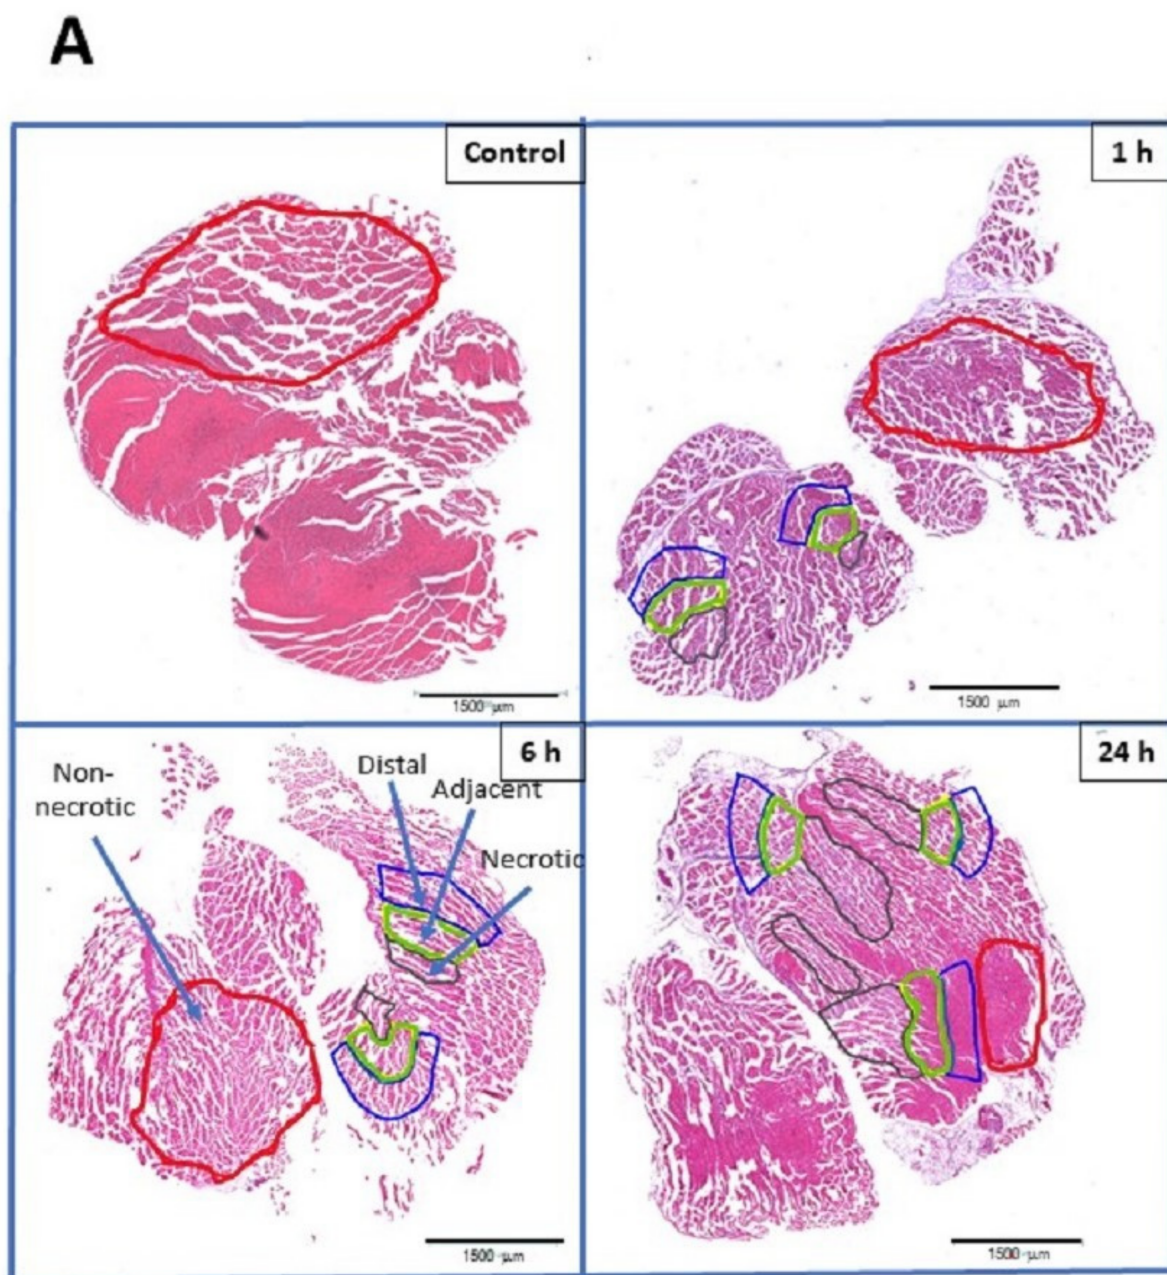 A
Control
1 h
1500 µm
1500 µm
6 h
24 h
Non-
necrotic
Distal
Adjacent
Necrotic
1500 µm
1500 µm